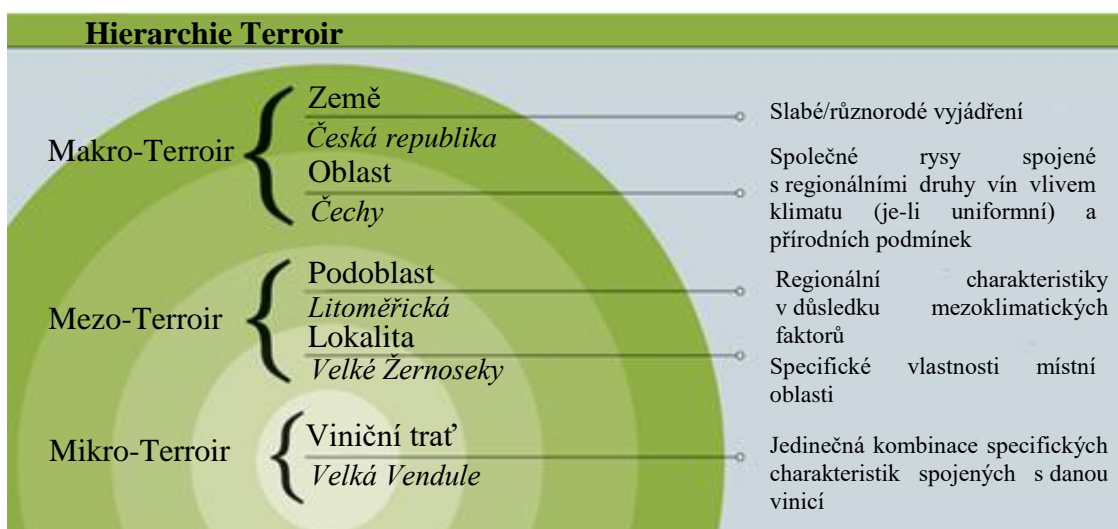 Hierarchie Terroir
Makro-Terroir
Země
Česká republika
Oblast
Čechy
Slabé/různorodé vyjádření
Společné rysy spojené
s regionálními druhy vín vlivem
klimatu (je-li uniformní) a
přírodních podmínek
Mezo-Terroir
Podoblast
Litoměřická
Lokalita
Velké Žernoseky
Regionální charakteristiky
v důsledku mezoklimatických
faktorů
Specifické vlastnosti místní
oblasti
Mikro-Terroir
Viniční trať
Velká Vendule
Jedinečná kombinace specifických
charakteristik spojených s danou
vinicí